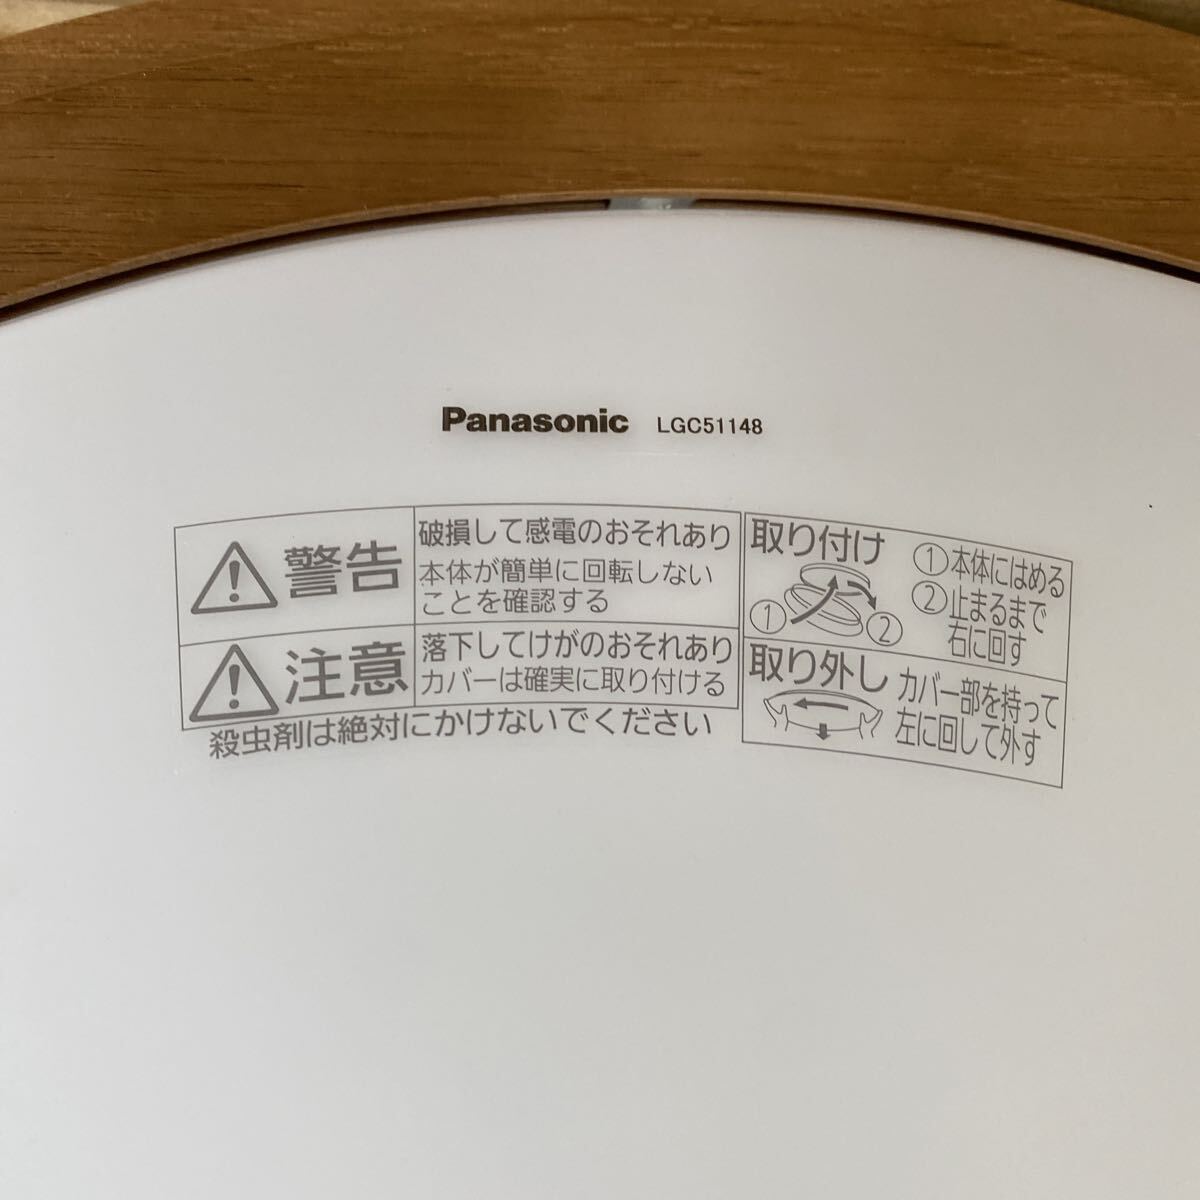 Panasonic LGC51148
警告
破損して感電のおそれあり
本体が簡単に回転しない
ことを確認する
注意
落下してけがのおそれあり
カバーは確実に取り付ける
殺虫剤は絶対にかけないでください
取り付け
①
②
①本体にはめる
②止まるまで
右に回す
取り外し
カバー部を持って
左に回して外す